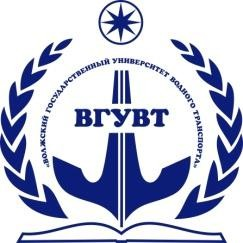 «ВОЛЖСКИЙ ГОСУДАРСТВЕННЫЙ УНИВЕРСИТЕТ ВОДНОГО ТРАНСПОРТА»
ВГУВТ